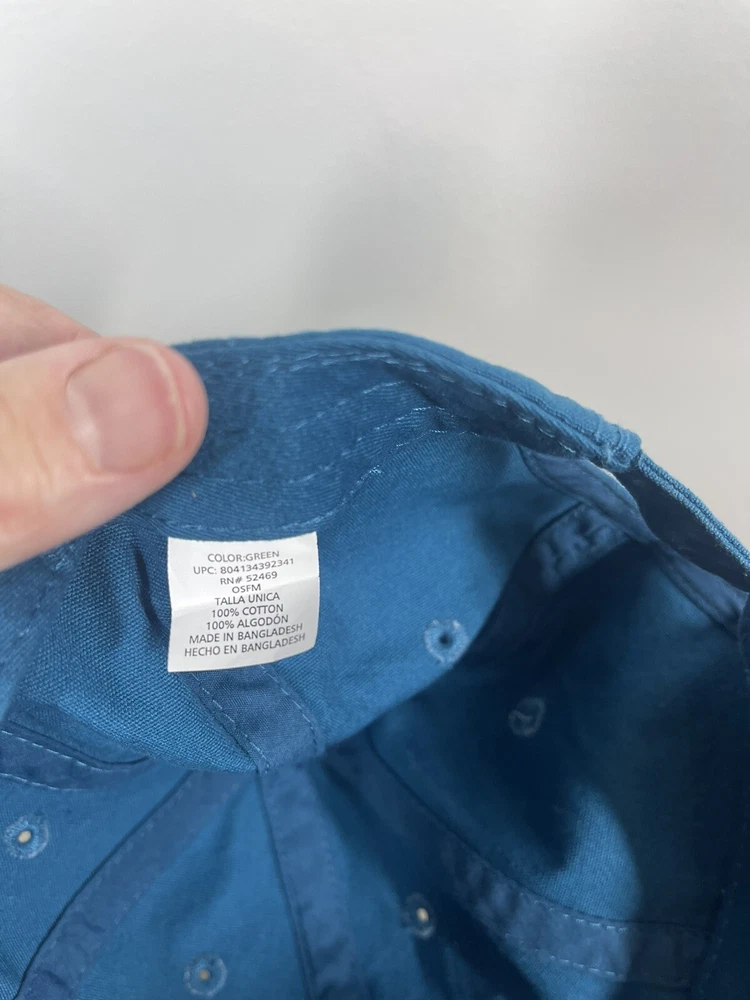 COLOR:GREEN
UPC: 804134392341
RN# 52469
OSFM
TALLA UNICA
100% COTTON
100% ALGODÓN
MADE IN BANGLADESH
HECHO EN BANGLADESH